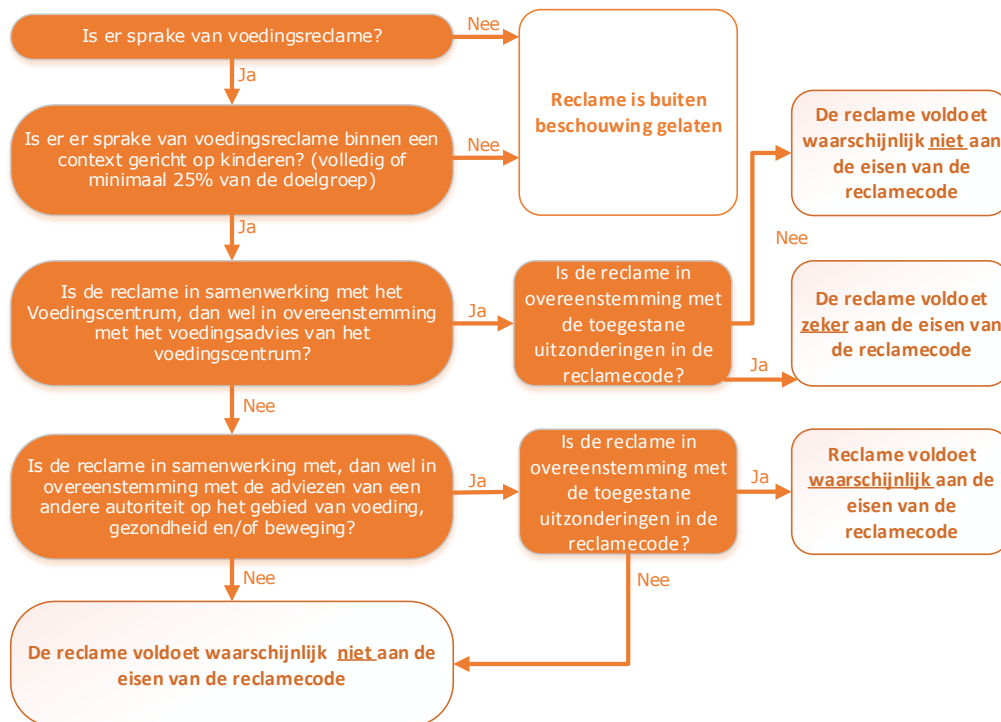 Is er sprake van voedingsreclame?
Nee
Ja
Reclame is buiten
beschouwing gelaten
Is er er sprake van voedingsreclame binnen een
context gericht op kinderen? (volledig of
minimaal 25% van de doelgroep)
Nee
Ja
De reclame voldoet
waarschijnlijk niet aan
de eisen van de
reclamecode
Is de reclame in samenwerking met het
Voedingscentrum, dan wel in overeenstemming
met het voedingsadvies van het
voedingscentrum?
Ja
Nee
Is de reclame in
overeenstemming met
de toegestane
uitzonderingen in de
reclamecode?
Nee
Ja
De reclame voldoet
zeker aan de eisen van
de reclamecode
Is de reclame in samenwerking met, dan wel in
overeenstemming met de adviezen van een
andere autoriteit op het gebied van voeding,
gezondheid en/of beweging?
Ja
Nee
Is de reclame in
overeenstemming met
de toegestane
uitzonderingen in de
reclamecode?
Ja
Nee
Reclame voldoet
waarschijnlijk aan de
eisen van de
reclamecode
De reclame voldoet waarschijnlijk niet aan de
eisen van de reclamecode